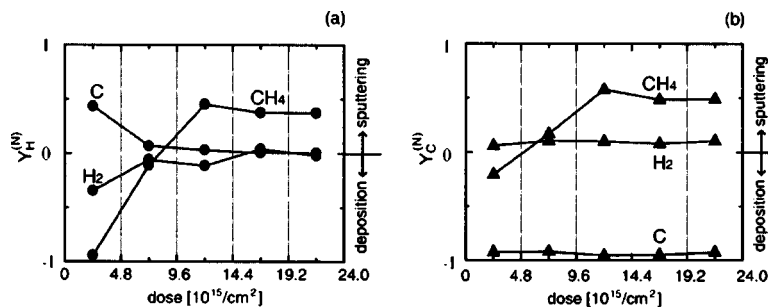 (a)
1
C
CH4
Y_H^(N)
0
H2
-1
0 4.8 9.6 14.4 19.2 24.0
dose [10^15/cm^2]
deposition ←→ sputtering
(b)
1
CH4
Y_C^(N)
0
H2
C
-1
0 4.8 9.6 14.4 19.2 24.0
dose [10^15/cm^2]
deposition ←→ sputtering